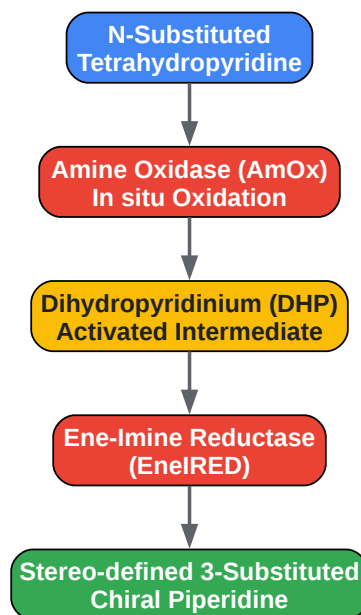 N-Substituted
Tetrahydropyridine
Amine Oxidase (AmOx)
In situ Oxidation
Dihydropyridinium (DHP)
Activated Intermediate
Ene-Imine Reductase
(EneIRED)
Stereo-defined 3-Substituted
Chiral Piperidine